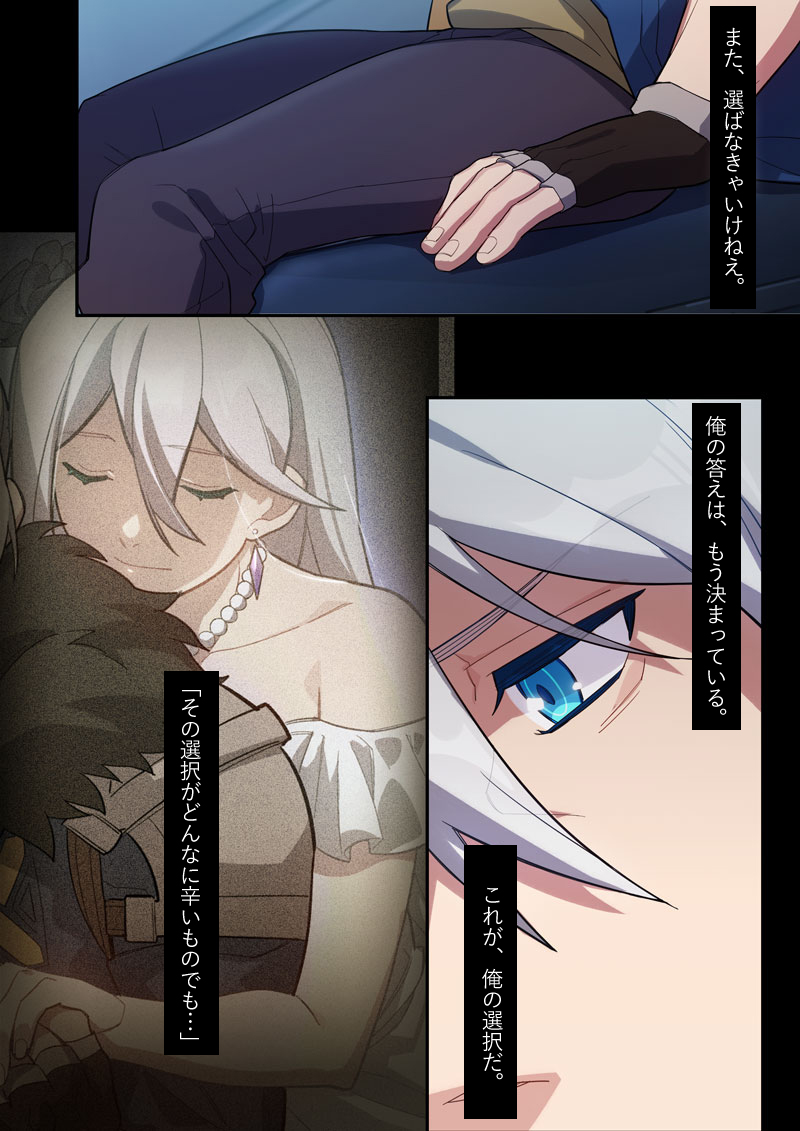 また、選ばなきゃいけねえ。
俺の答えは、もう決まっている。
これが、俺の選択だ。
「その選択がどんなに辛いものでも…」